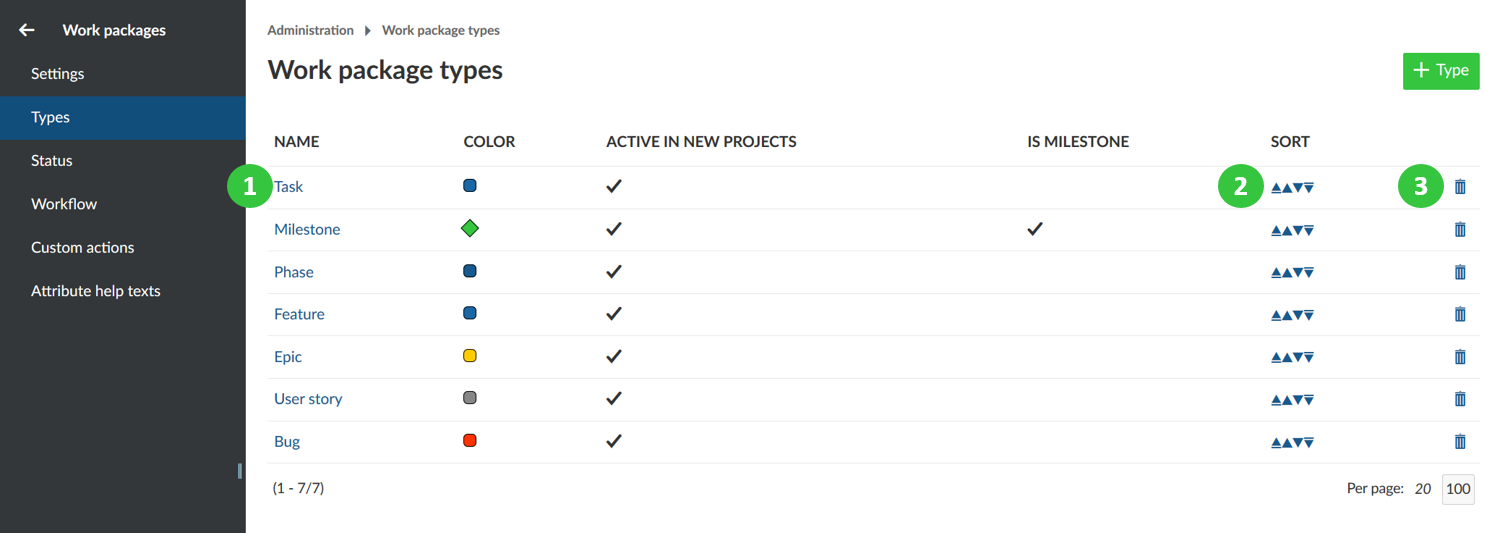 Work packages
Settings
Types
Status
Workflow
Custom actions
Attribute help texts
Administration Work package types
Work package types
+ Type
NAME COLOR ACTIVE IN NEW PROJECTS IS MILESTONE SORT
1 Task 2 3
Milestone
Phase
Feature
Epic
User story
Bug
(1 - 7/7) Per page: 20 100